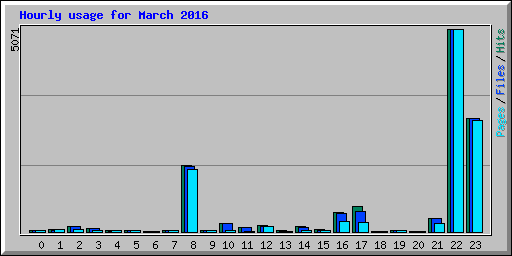 Hourly usage for March 2016
5071
Pages/Files/Hits
0 1 2 3 4 5 6 7 8 9 10 11 12 13 14 15 16 17 18 19 20 21 22 23